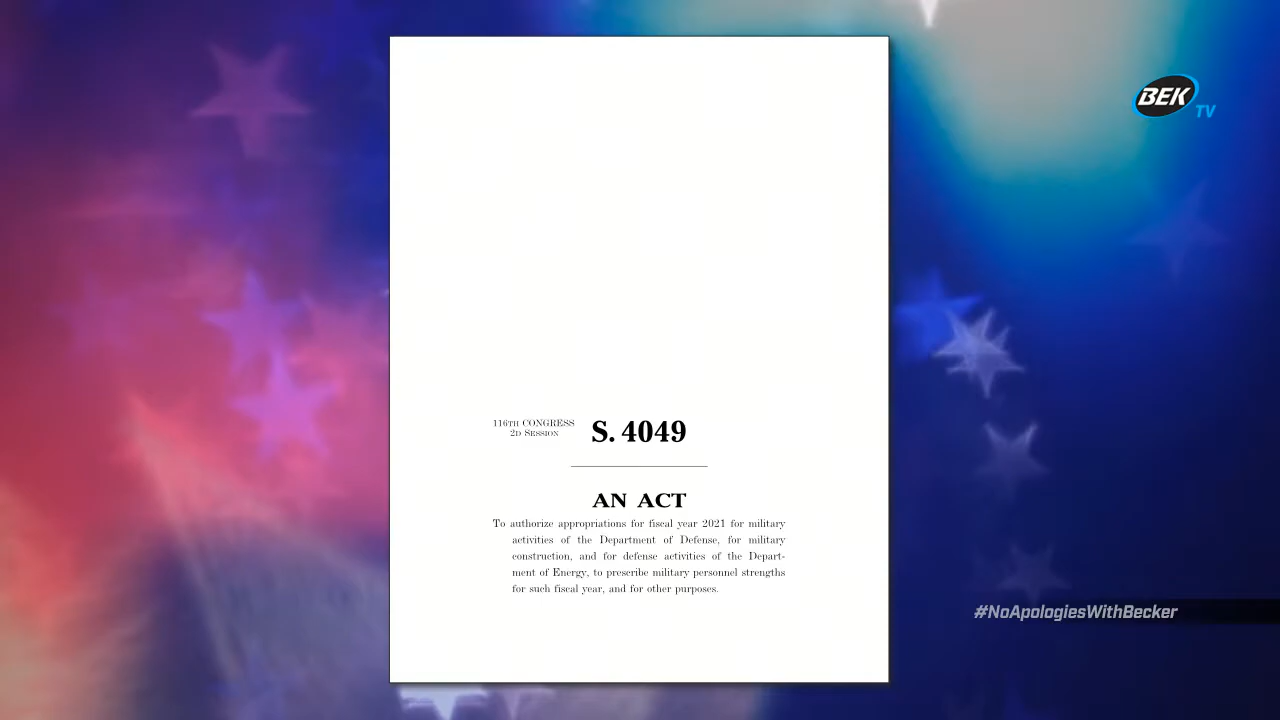 BEK
TV
116TH CONGRESS
2D SESSION
S. 4049
AN ACT
To authorize appropriations for fiscal year 2021 for military
activities of the Department of Defense, for military
construction, and for defense activities of the Depart-
ment of Energy, to prescribe military personnel strengths
for such fiscal year, and for other purposes.
#NoApologiesWithBecker